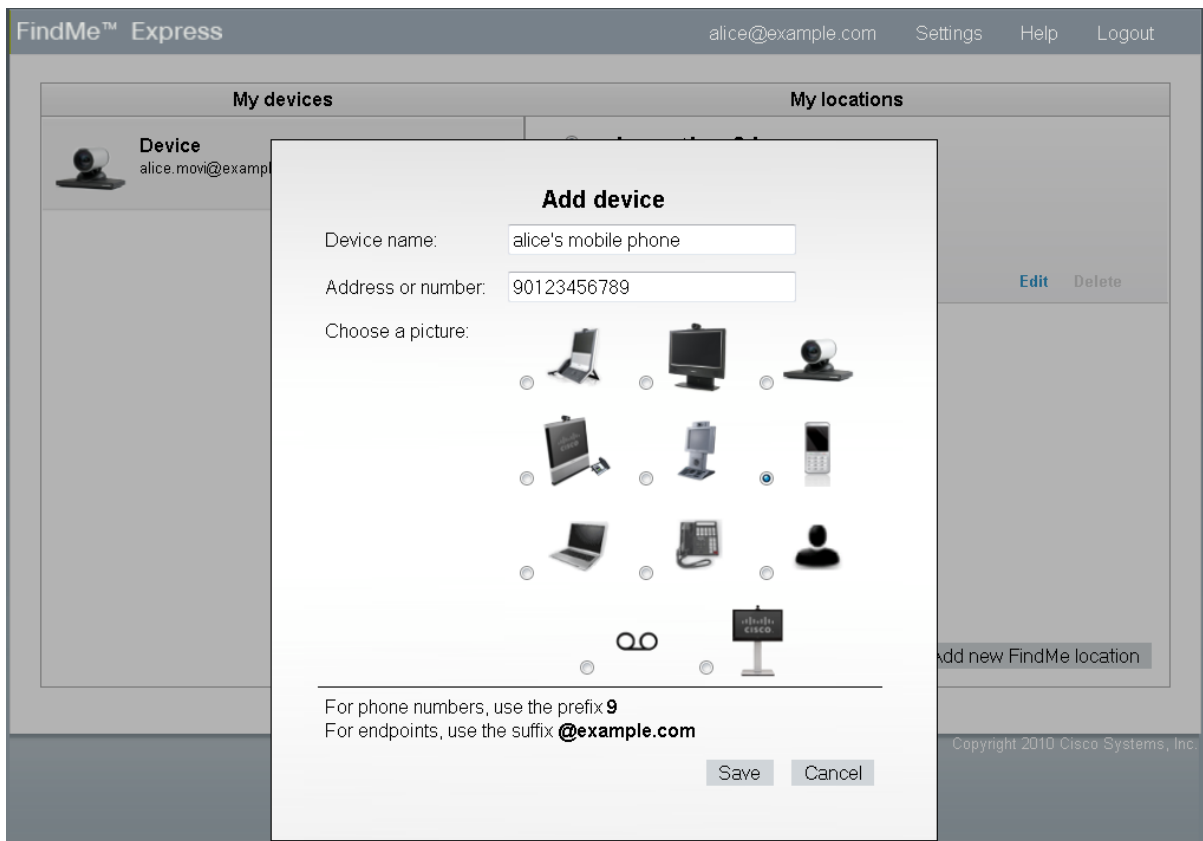 FindMe™ Express
alice@example.com Settings Help Logout
My devices My locations
Device
alice.movi@exampl
Edit Delete
Add device
Device name: alice's mobile phone
Address or number: 90123456789
Choose a picture:
CISCO
CISCO
For phone numbers, use the prefix 9
For endpoints, use the suffix @example.com
Save Cancel
Add new FindMe location
Copyright 2010 Cisco Systems, Inc.